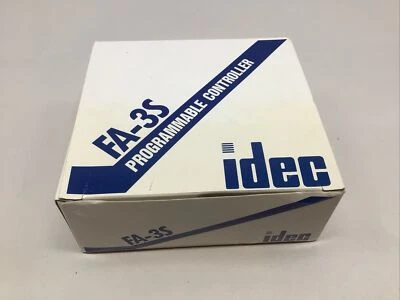 FA-3S
PROGRAMMABLE CONTROLLER
idec
FA-3S
idec